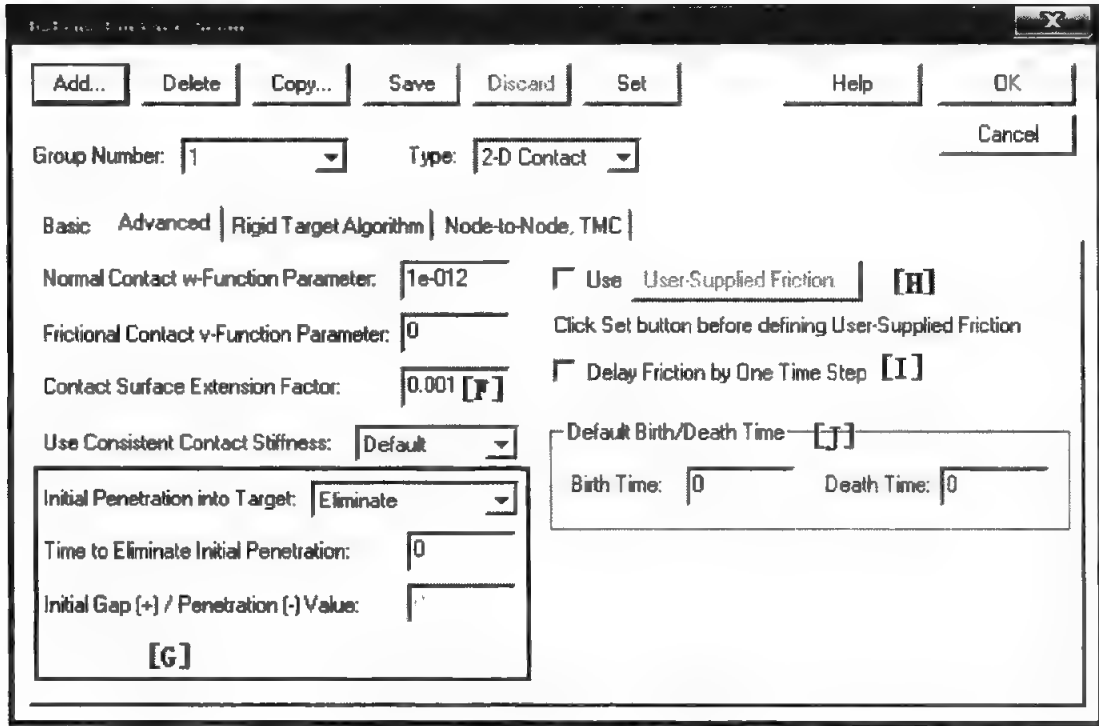 X
Add... Delete Copy... Save Discard Set Help OK
Cancel
Group Number: 1 Type: 2-D Contact
Basic Advanced Rigid Target Algorithm Node-to-Node, TMC
Normal Contact w-Function Parameter: 1e-012
Use User-Supplied Friction [H]
Frictional Contact v-Function Parameter: 0
Click Set button before defining User-Supplied Friction
Contact Surface Extension Factor: 0.001 [F]
Delay Friction by One Time Step [I]
Use Consistent Contact Stiffness: Default
Default Birth/Death Time [J]
Birth Time: 0 Death Time: 0
Initial Penetration into Target: Eliminate
Time to Eliminate Initial Penetration: 0
Initial Gap (+) / Penetration (-) Value:
[G]